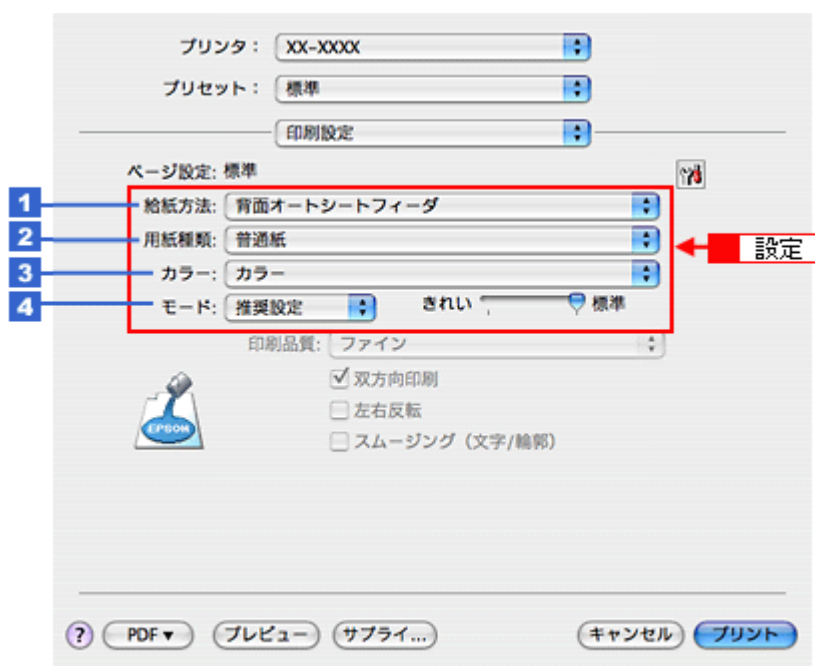 プリンタ： XX-XXXX
プリセット： 標準
印刷設定
ページ設定: 標準
1 給紙方法: 背面オートシートフィーダ
2 用紙種類: 普通紙
設定
3 カラー: カラー
4 モード: 推奨設定 きれい 標準
印刷品質: ファイン
双方向印刷
左右反転
スムージング（文字/輪郭）
EPSON
? PDF▼ プレビュー サプライ... キャンセル プリント